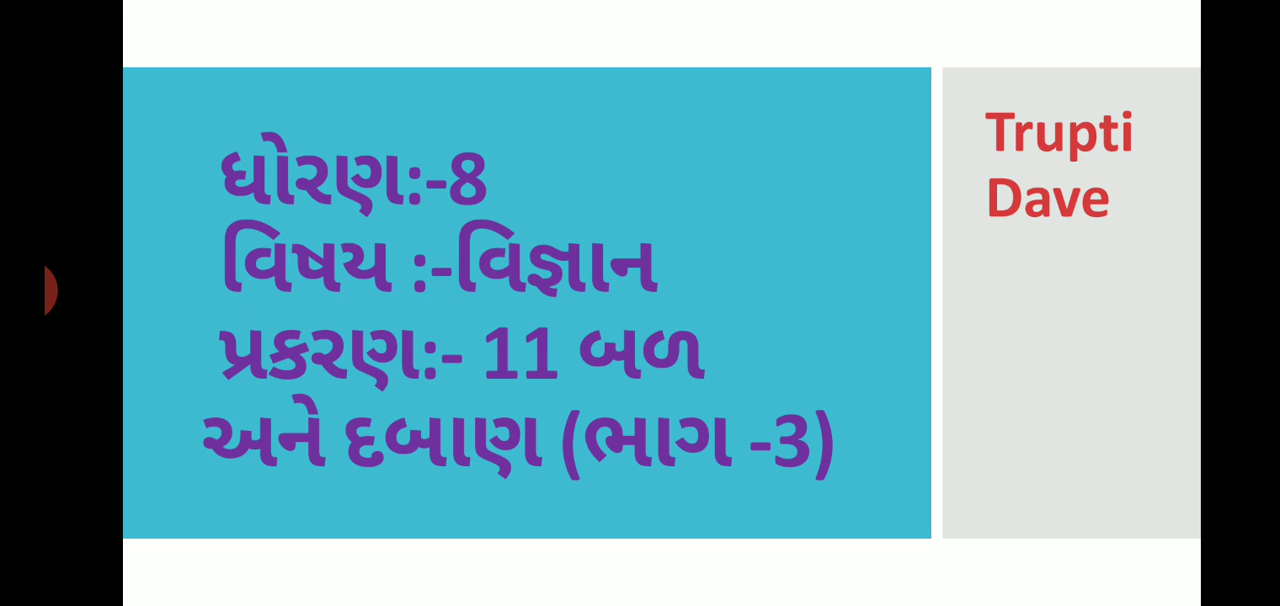 ધોરણ:-8
વિષય :-વિજ્ઞાન
પ્રકરણ:- 11 બળ
અને દબાણ (ભાગ -3)
Trupti
Dave